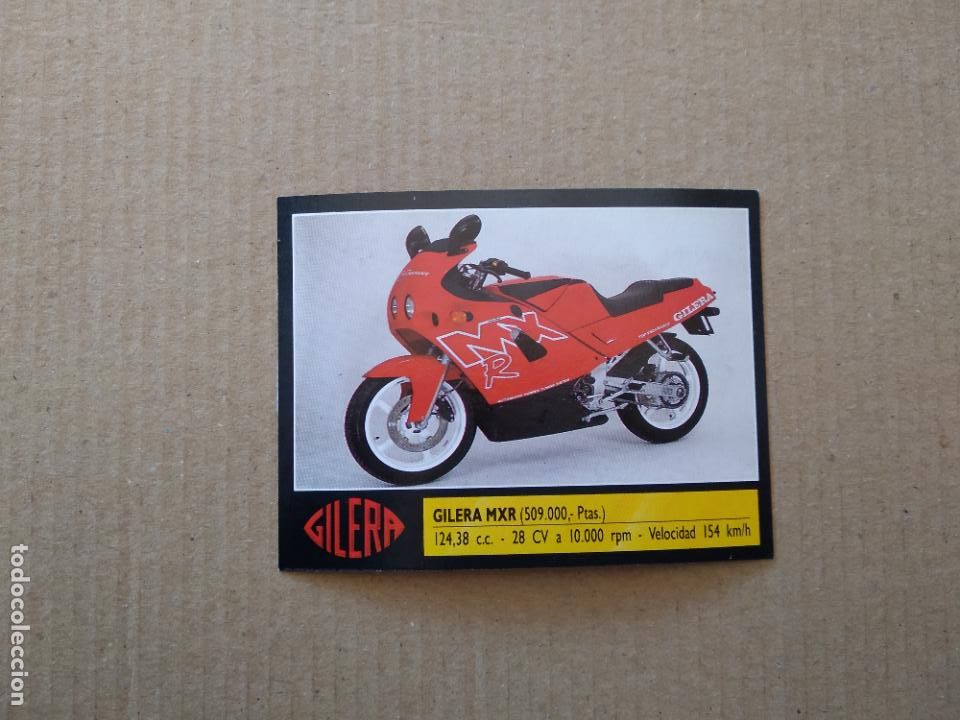 MXR
GILERA
GILERA
GILERA MXR (509.000,- Ptas.)
124,38 c.c. - 28 CV a 10.000 rpm - Velocidad 154 km/h
todocoleccion